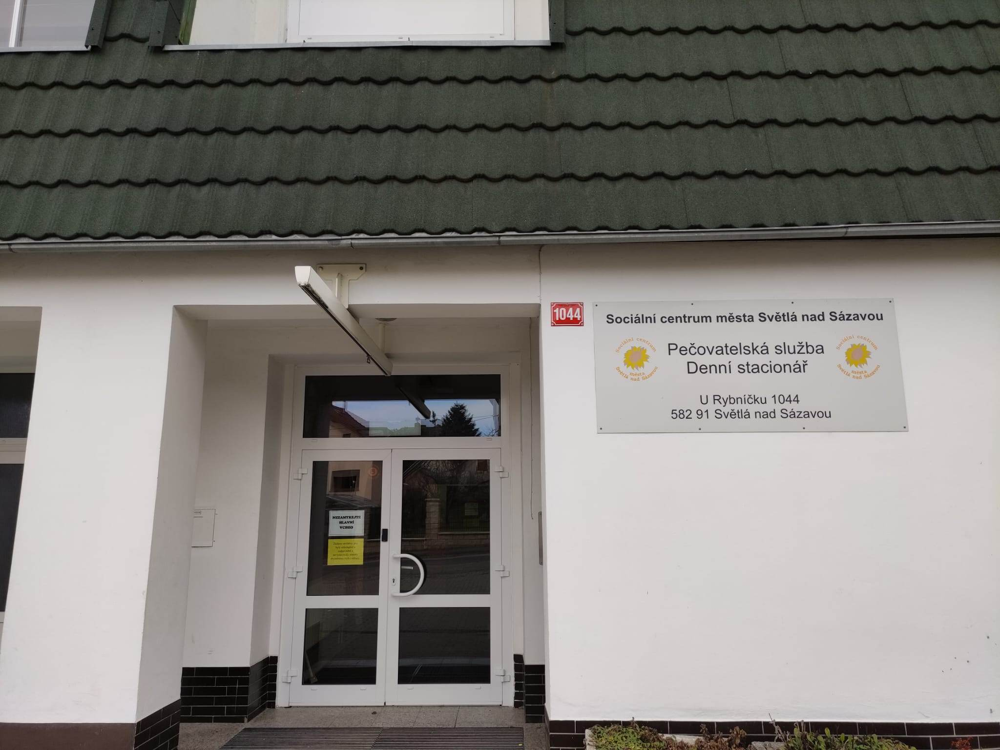 1044
Sociální centrum města Světlá nad Sázavou
Sociální centrum
města
Světlá nad Sázavou
Pečovatelská služba
Denní stacionář
Sociální centrum
města
Světlá nad Sázavou
U Rybníčku 1044
582 91 Světlá nad Sázavou
NEZAMYKEJTE
HLAVNÍ
VCHOD